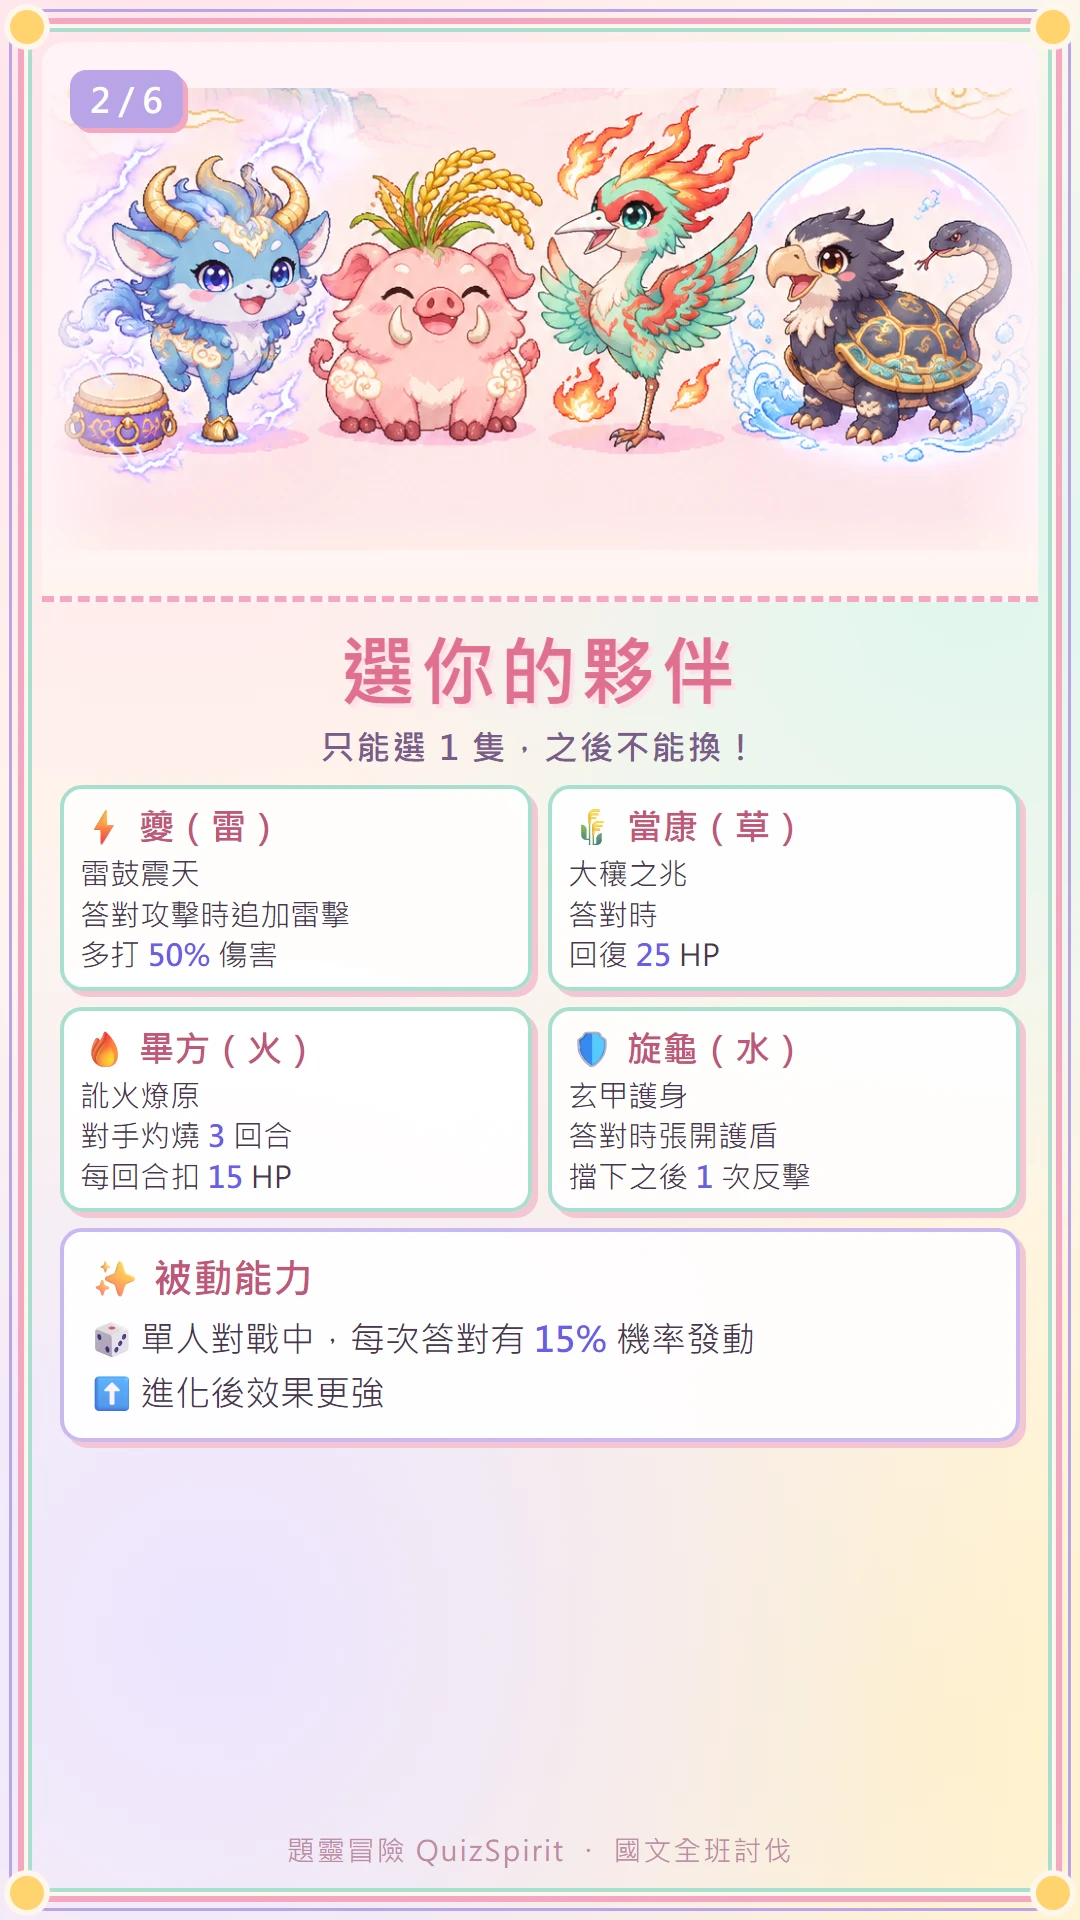 2/6
選你的夥伴
只能選 1 隻，之後不能換！
夔（雷）
雷鼓震天
答對攻擊時追加雷擊
多打 50% 傷害
當康（草）
大穰之兆
答對時
回復 25 HP
畢方（火）
訛火燎原
對手灼燒 3 回合
每回合扣 15 HP
旋龜（水）
玄甲護身
答對時張開護盾
擋下之後 1 次反擊
被動能力
單人對戰中，每次答對有 15% 機率發動
進化後效果更強
題靈冒險 QuizSpirit · 國文全班討伐